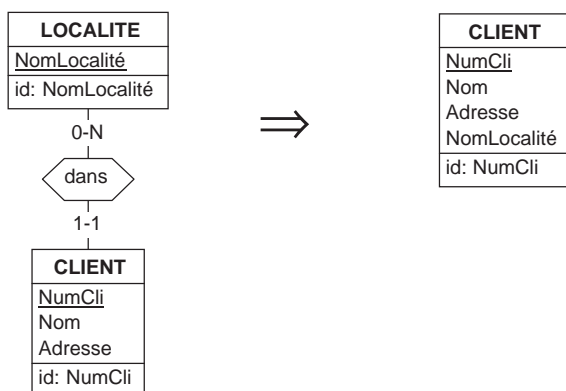 LOCALITE
NomLocalité
id: NomLocalité
0-N
dans
1-1
CLIENT
NumCli
Nom
Adresse
id: NumCli
CLIENT
NumCli
Nom
Adresse
NomLocalité
id: NumCli